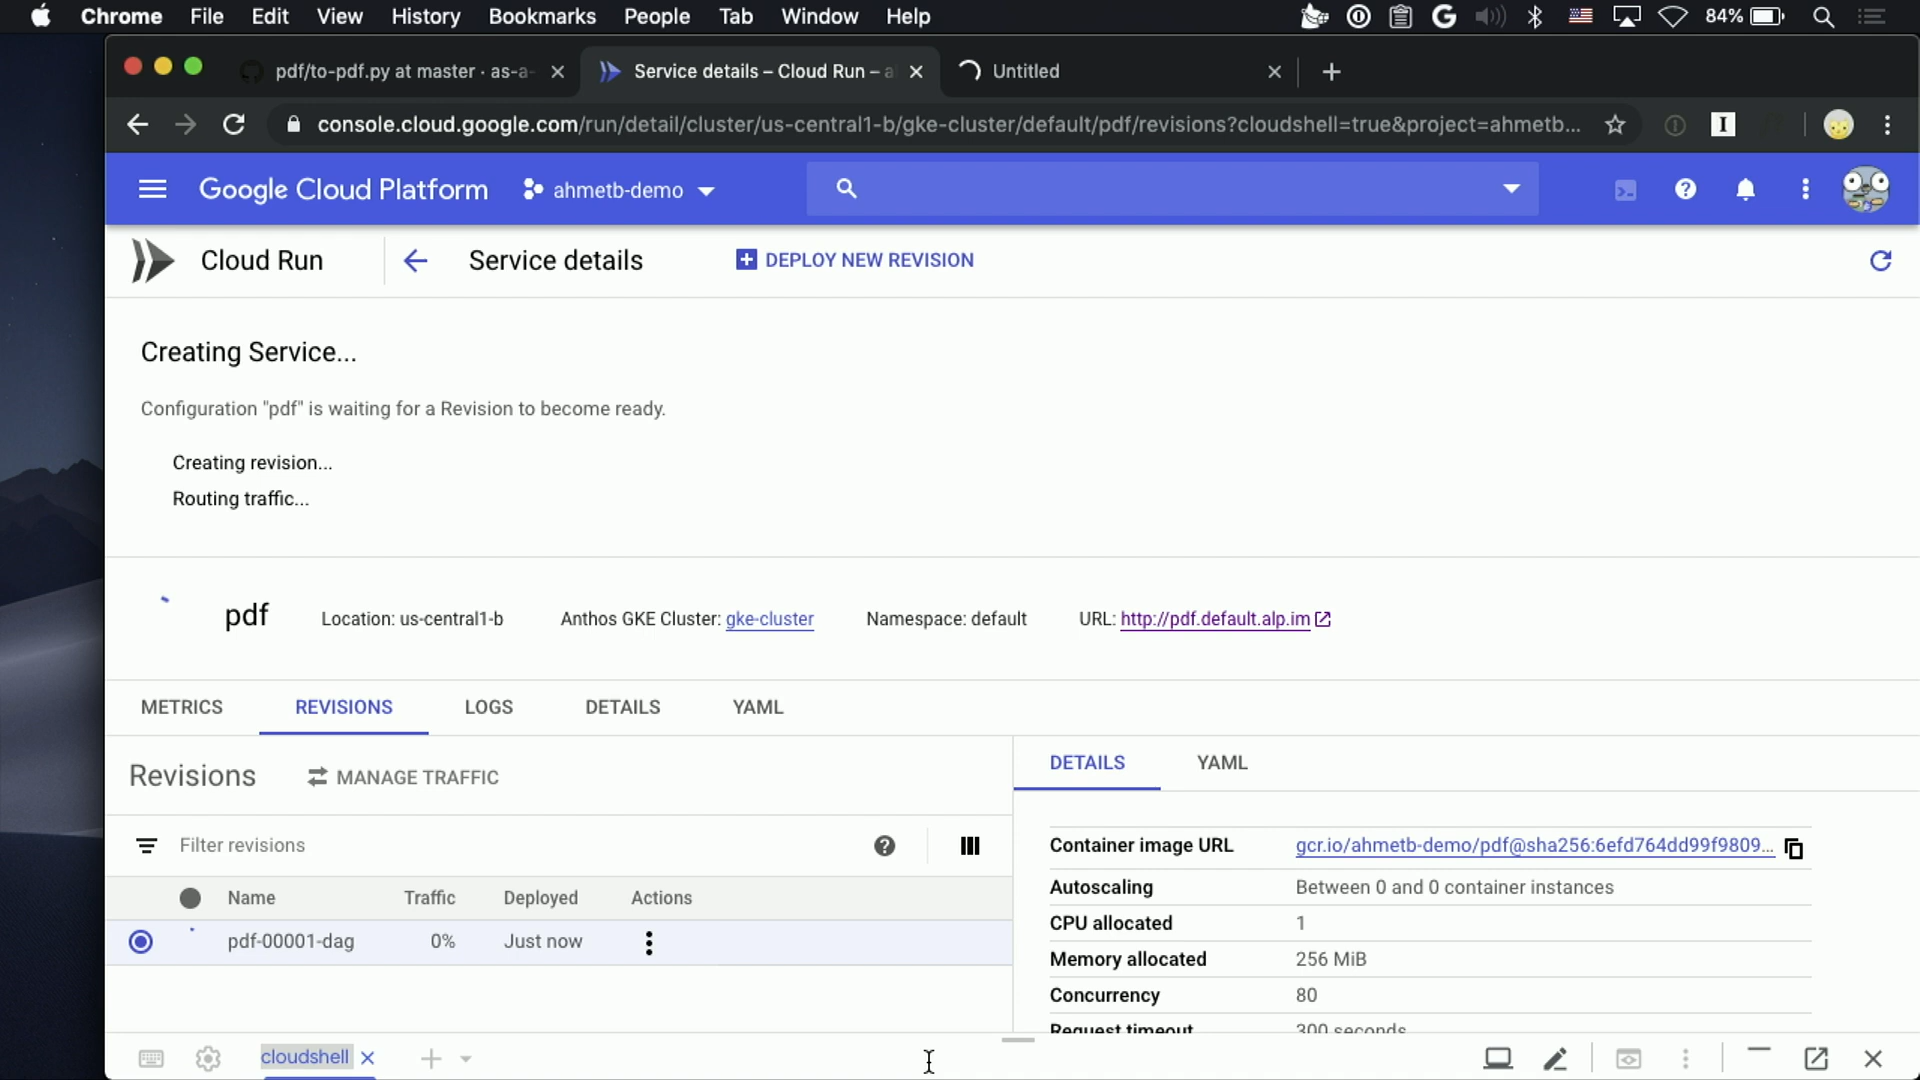 Chrome File Edit View History Bookmarks People Tab Window Help 84%
pdf/to-pdf.py at master · as-a- Service details – Cloud Run – a Untitled
console.cloud.google.com/run/detail/cluster/us-central1-b/gke-cluster/default/pdf/revisions?cloudshell=true&project=ahmetb...
Google Cloud Platform ahmetb-demo
Cloud Run Service details DEPLOY NEW REVISION
Creating Service...
Configuration "pdf" is waiting for a Revision to become ready.
Creating revision...
Routing traffic...
pdf Location: us-central1-b Anthos GKE Cluster: gke-cluster Namespace: default URL: http://pdf.default.alp.im
METRICS REVISIONS LOGS DETAILS YAML
Revisions MANAGE TRAFFIC
Filter revisions
Name Traffic Deployed Actions
pdf-00001-dag 0% Just now
DETAILS YAML
Container image URL gcr.io/ahmetb-demo/pdf@sha256:6efd764dd99f9809...
Autoscaling Between 0 and 0 container instances
CPU allocated 1
Memory allocated 256 MiB
Concurrency 80
Request timeout 300 seconds
cloudshell